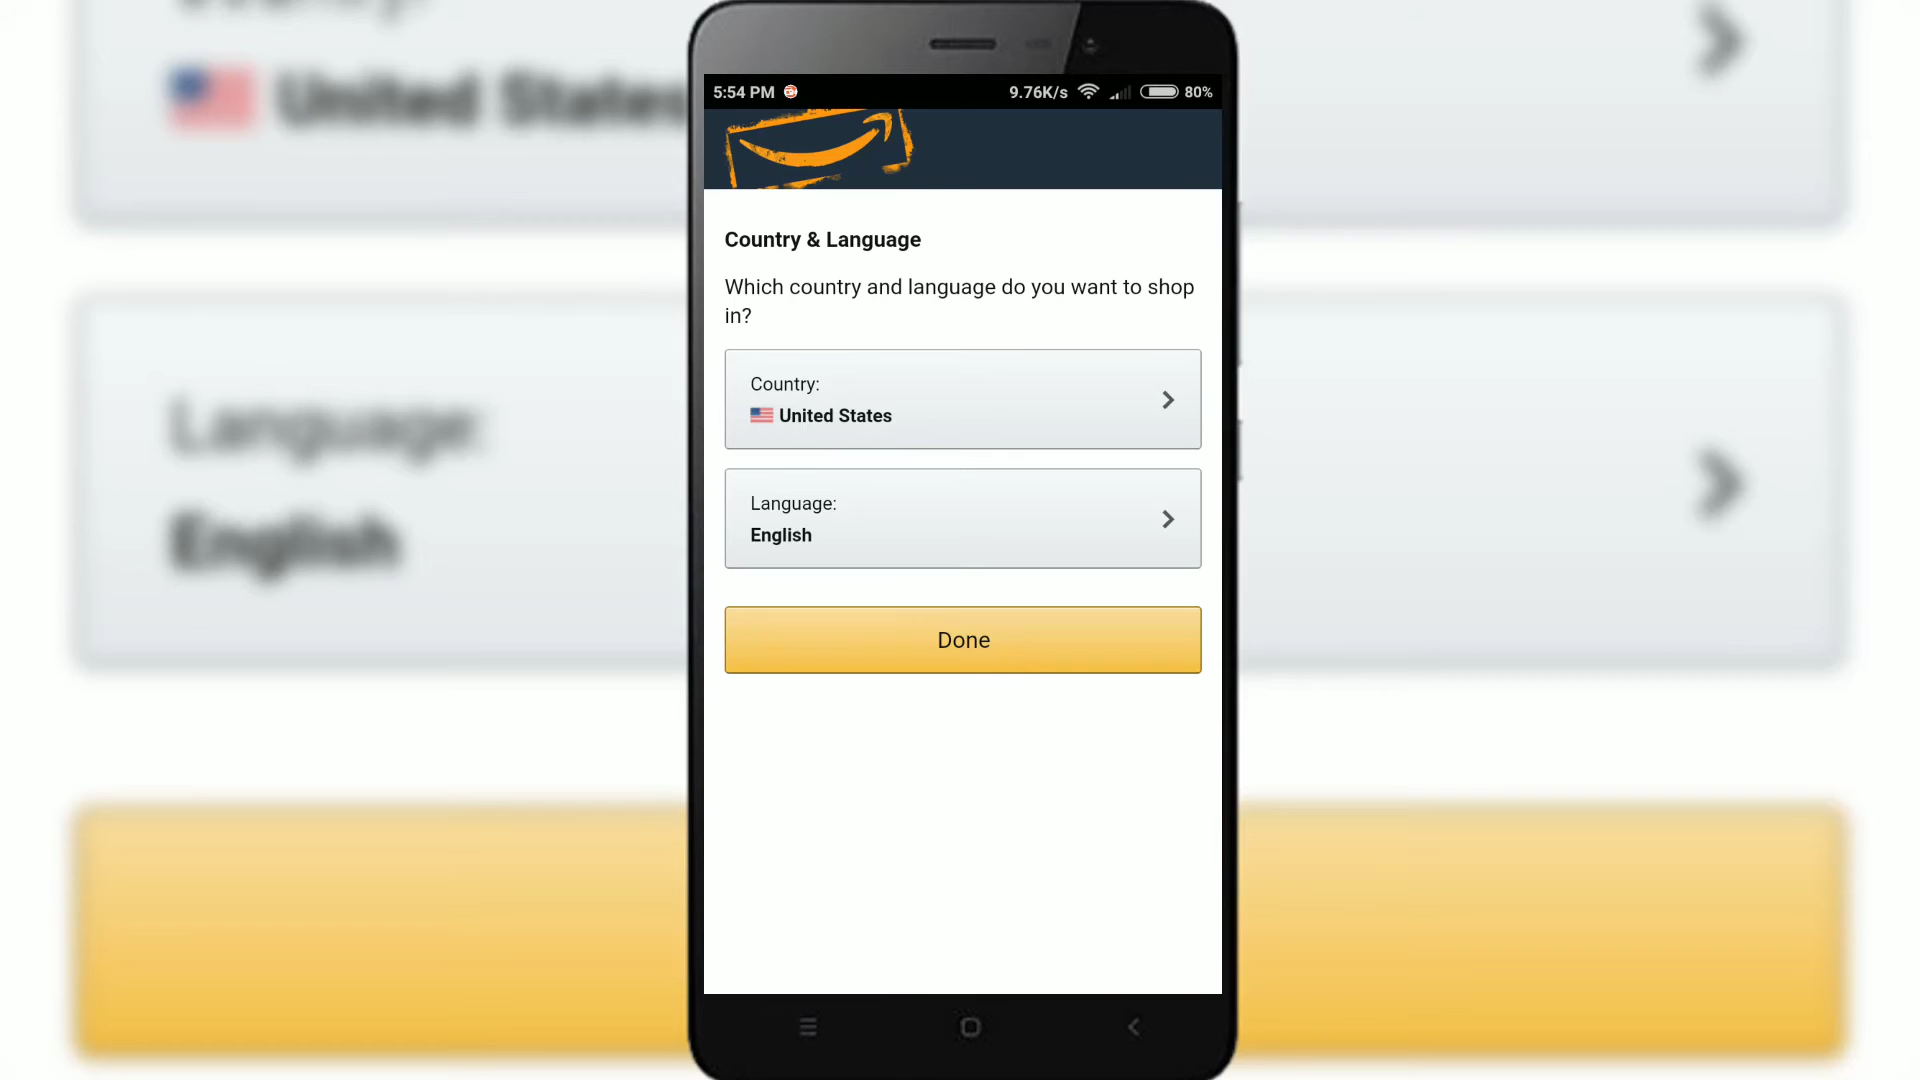 United States
Language:
English
5:54 PM
9.76K/s
80%
Country & Language
Which country and language do you want to shop
in?
Country:
United States
Language:
English
Done